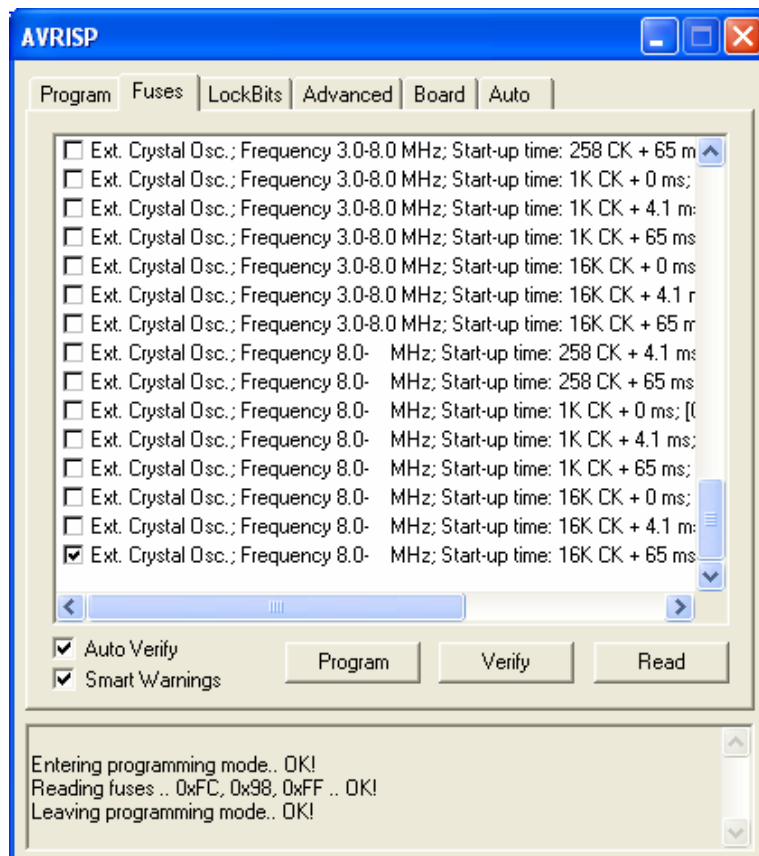 AVRISP
Program Fuses LockBits Advanced Board Auto
Ext. Crystal Osc.; Frequency 3.0-8.0 MHz; Start-up time: 258 CK + 65 m
Ext. Crystal Osc.; Frequency 3.0-8.0 MHz; Start-up time: 1K CK + 0 ms;
Ext. Crystal Osc.; Frequency 3.0-8.0 MHz; Start-up time: 1K CK + 4.1 m
Ext. Crystal Osc.; Frequency 3.0-8.0 MHz; Start-up time: 1K CK + 65 ms
Ext. Crystal Osc.; Frequency 3.0-8.0 MHz; Start-up time: 16K CK + 0 ms
Ext. Crystal Osc.; Frequency 3.0-8.0 MHz; Start-up time: 16K CK + 4.1
Ext. Crystal Osc.; Frequency 3.0-8.0 MHz; Start-up time: 16K CK + 65 m
Ext. Crystal Osc.; Frequency 8.0- MHz; Start-up time: 258 CK + 4.1 ms
Ext. Crystal Osc.; Frequency 8.0- MHz; Start-up time: 258 CK + 65 ms
Ext. Crystal Osc.; Frequency 8.0- MHz; Start-up time: 1K CK + 0 ms;
Ext. Crystal Osc.; Frequency 8.0- MHz; Start-up time: 1K CK + 4.1 ms;
Ext. Crystal Osc.; Frequency 8.0- MHz; Start-up time: 1K CK + 65 ms;
Ext. Crystal Osc.; Frequency 8.0- MHz; Start-up time: 16K CK + 0 ms;
Ext. Crystal Osc.; Frequency 8.0- MHz; Start-up time: 16K CK + 4.1 m
Ext. Crystal Osc.; Frequency 8.0- MHz; Start-up time: 16K CK + 65 ms
Auto Verify
Smart Warnings
Program Verify Read
Entering programming mode.. OK!
Reading fuses .. 0xFC, 0x98, 0xFF .. OK!
Leaving programming mode.. OK!